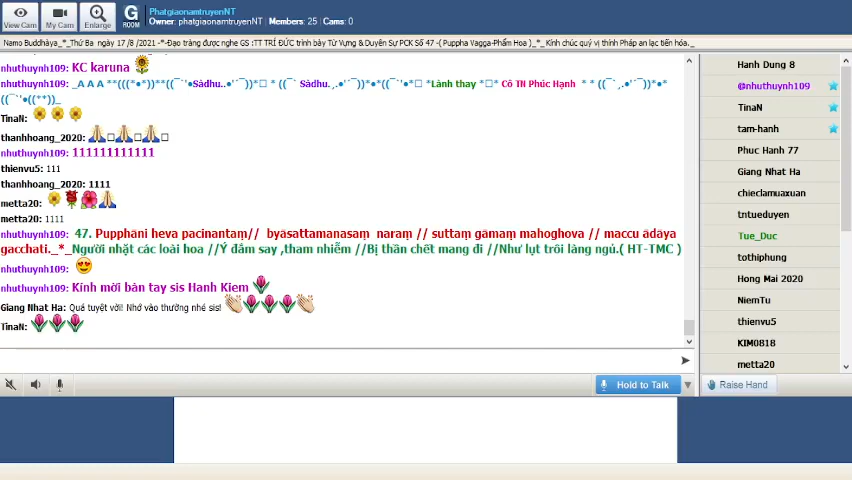 View Cam
My Cam
Enlarge
G
ROOM
PhatgiaonamtruyenNT
Owner: phatgiaonamtruyenNT | Members: 25 | Cams: 0
Namo Buddhàya_*_Thứ Ba ngày 17 /8 /2021 -*-Đạo tràng được nghe GS :TT TRÍ ĐỨC trình bày Từ Vựng & Duyên Sự PCK Số 47 -( Puppha Vagga-Phẩm Hoa )_*_ Kính chúc quý vị thính Pháp an lạc tiến hóa._
nhuthuynh109: KC karuna
nhuthuynh109: _A A A **(((*•*))**((¯`'•Sàdhu..•'´¯))*•*□ * ((¯` Sàdhu.,.•'´¯))*•*((¯`'•*□ *Lành thay *□* Cô TN Phúc Hạnh * * ((¯`,.•'´¯))*•*
((¯`'•((**))_
TinaN:
thanhhoang_2020:
nhuthuynh109: 111111111111
thienvu5: 111
thanhhoang_2020: 1111
metta20:
metta20: 1111
nhuthuynh109: 47. Pupphāni heva pacinantaṃ// byāsattamanasaṃ naraṃ // suttaṃ gāmaṃ mahoghova // maccu ādāya
gacchati._*_Người nhặt các loài hoa //Ý đắm say ,tham nhiễm //Bị thần chết mang đi //Như lụt trôi làng ngủ.( HT-TMC )
nhuthuynh109:
nhuthuynh109: Kính mời bàn tay sis Hanh Kiem
Giang Nhat Ha: Quá tuyệt vời! Nhớ vào thường nhé sis!
TinaN:
Hold to Talk
Raise Hand
Hanh Dung 8
@nhuthuynh109
TinaN
tam-hanh
Phuc Hanh 77
Giang Nhat Ha
chieclamuaxuan
tntueduyen
Tue_Duc
tothiphung
Hong Mai 2020
NiemTu
thienvu5
KIM0818
metta20